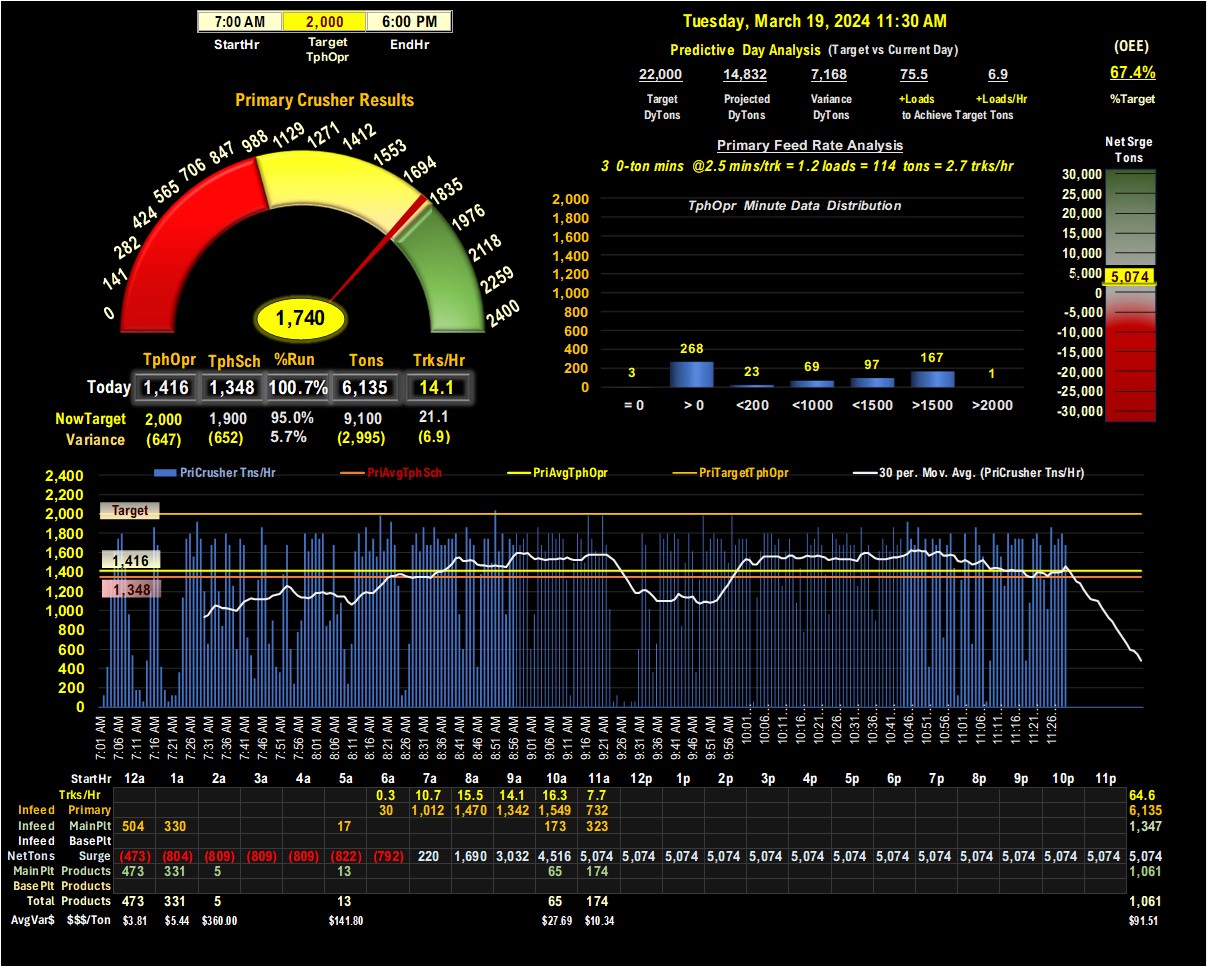 7:00 AM 2,000 6:00 PM
StartHr Target TphOpr EndHr
Tuesday, March 19, 2024 11:30 AM
Predictive Day Analysis (Target vs Current Day)
22,000 14,832 7,168 75.5 6.9
Target Projected Variance +Loads +Loads/Hr
DyTons DyTons DyTons to Achieve Target Tons
(OEE)
67.4%
%Target
Primary Crusher Results
0 141 282 424 565 706 847 988 1129 1271 1412 1553 1694 1835 1976 2118 2259 2400
1,740
Primary Feed Rate Analysis
3 0-ton mins @2.5 mins/trk = 1.2 loads = 114 tons = 2.7 trks/hr
TphOpr Minute Data Distribution
2,000
1,800
1,600
1,400
1,200
1,000
800
600
400
200
0
3 268 23 69 97 167 1
= 0 > 0 <200 <1000 <1500 >1500 >2000
Net Srge
Tons
30,000
25,000
20,000
15,000
10,000
5,000
5,074
0
-5,000
-10,000
-15,000
-20,000
-25,000
-30,000
TphOpr TphSch %Run Tons Trks/Hr
Today 1,416 1,348 100.7% 6,135 14.1
NowTarget 2,000 1,900 95.0% 9,100 21.1
Variance (647) (652) 5.7% (2,995) (6.9)
PriCrusher Tns/Hr PriAvgTphSch PriAvgTphOpr PriTargetTphOpr 30 per. Mov. Avg. (PriCrusher Tns/Hr)
2,400
2,200
2,000
1,800
1,600
1,400
1,200
1,000
800
600
400
200
0
Target
1,416
1,348
7:01 AM 7:06 AM 7:11 AM 7:16 AM 7:21 AM 7:26 AM 7:31 AM 7:36 AM 7:41 AM 7:46 AM 7:51 AM 7:56 AM 8:01 AM 8:06 AM 8:11 AM 8:16 AM 8:21 AM 8:26 AM 8:31 AM 8:36 AM 8:41 AM 8:46 AM 8:51 AM 8:56 AM 9:01 AM 9:06 AM 9:11 AM 9:16 AM 9:21 AM 9:26 AM 9:31 AM 9:36 AM 9:41 AM 9:46 AM 9:51 AM 9:56 AM 10:01… 10:06… 10:11… 10:16… 10:21… 10:26… 10:31… 10:36… 10:41… 10:46… 10:51… 10:56… 11:01… 11:06… 11:11… 11:16… 11:21… 11:26…
StartHr 12a 1a 2a 3a 4a 5a 6a 7a 8a 9a 10a 11a 12p 1p 2p 3p 4p 5p 6p 7p 8p 9p 10p 11p
Trks/Hr 0.3 10.7 15.5 14.1 16.3 7.7 64.6
Infeed Primary 30 1,012 1,470 1,342 1,549 732 6,135
Infeed MainPlt 504 330 17 173 323 1,347
Infeed BasePlt
NetTons Surge (473) (804) (809) (809) (809) (822) (792) 220 1,690 3,032 4,516 5,074 5,074 5,074 5,074 5,074 5,074 5,074 5,074 5,074 5,074 5,074 5,074 5,074 5,074
MainPlt Products 473 331 5 13 65 174 1,061
BasePlt Products
Total Products 473 331 5 13 65 174 1,061
AvgVar$ $$$/Ton $3.81 $5.44 $360.00 $141.80 $27.69 $10.34 $91.51